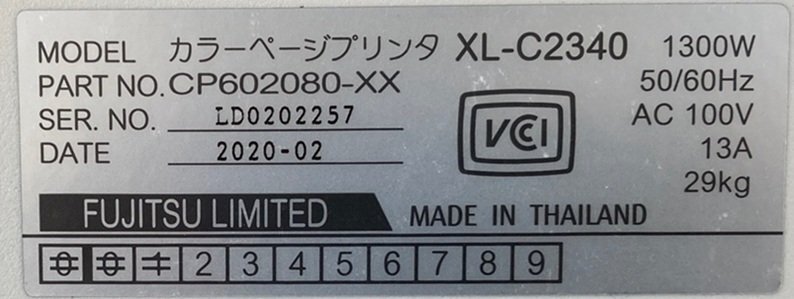 MODEL カラーページプリンタ XL-C2340 1300W
PART NO. CP602080-XX 50/60Hz
SER. NO. LD0202257 AC 100V
DATE 2020-02 13A
VCCI
29kg
FUJITSU LIMITED MADE IN THAILAND
2 3 4 5 6 7 8 9